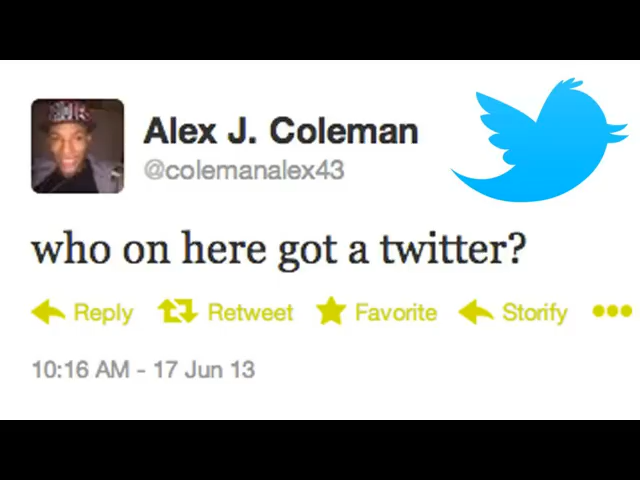 Alex J. Coleman
@colemanalex43
who on here got a twitter?
Reply Retweet Favorite Storify
10:16 AM - 17 Jun 13